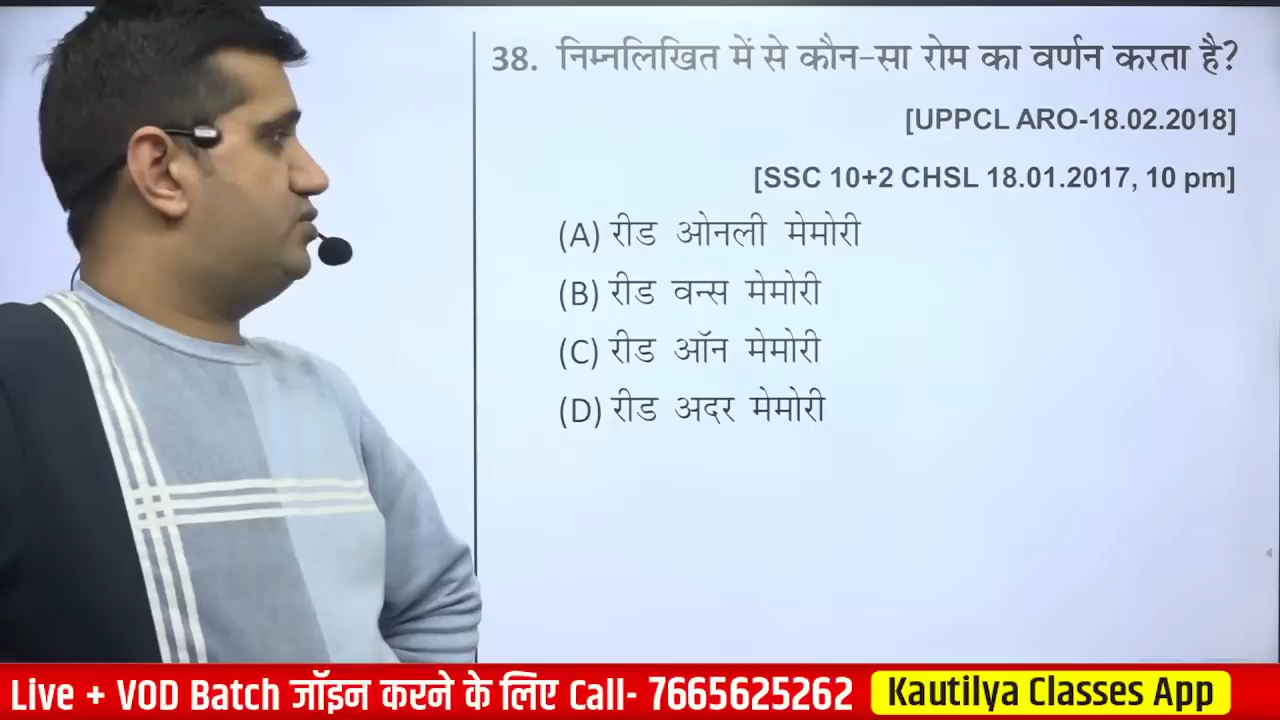 38. निम्नलिखित में से कौन-सा रोम का वर्णन करता है?
[UPPCL ARO-18.02.2018]
[SSC 10+2 CHSL 18.01.2017, 10 pm]
(A) रीड ओनली मेमोरी
(B) रीड वन्स मेमोरी
(C) रीड ऑन मेमोरी
(D) रीड अदर मेमोरी
Live + VOD Batch जॉइन करने के लिए Call- 7665625262 Kautilya Classes App